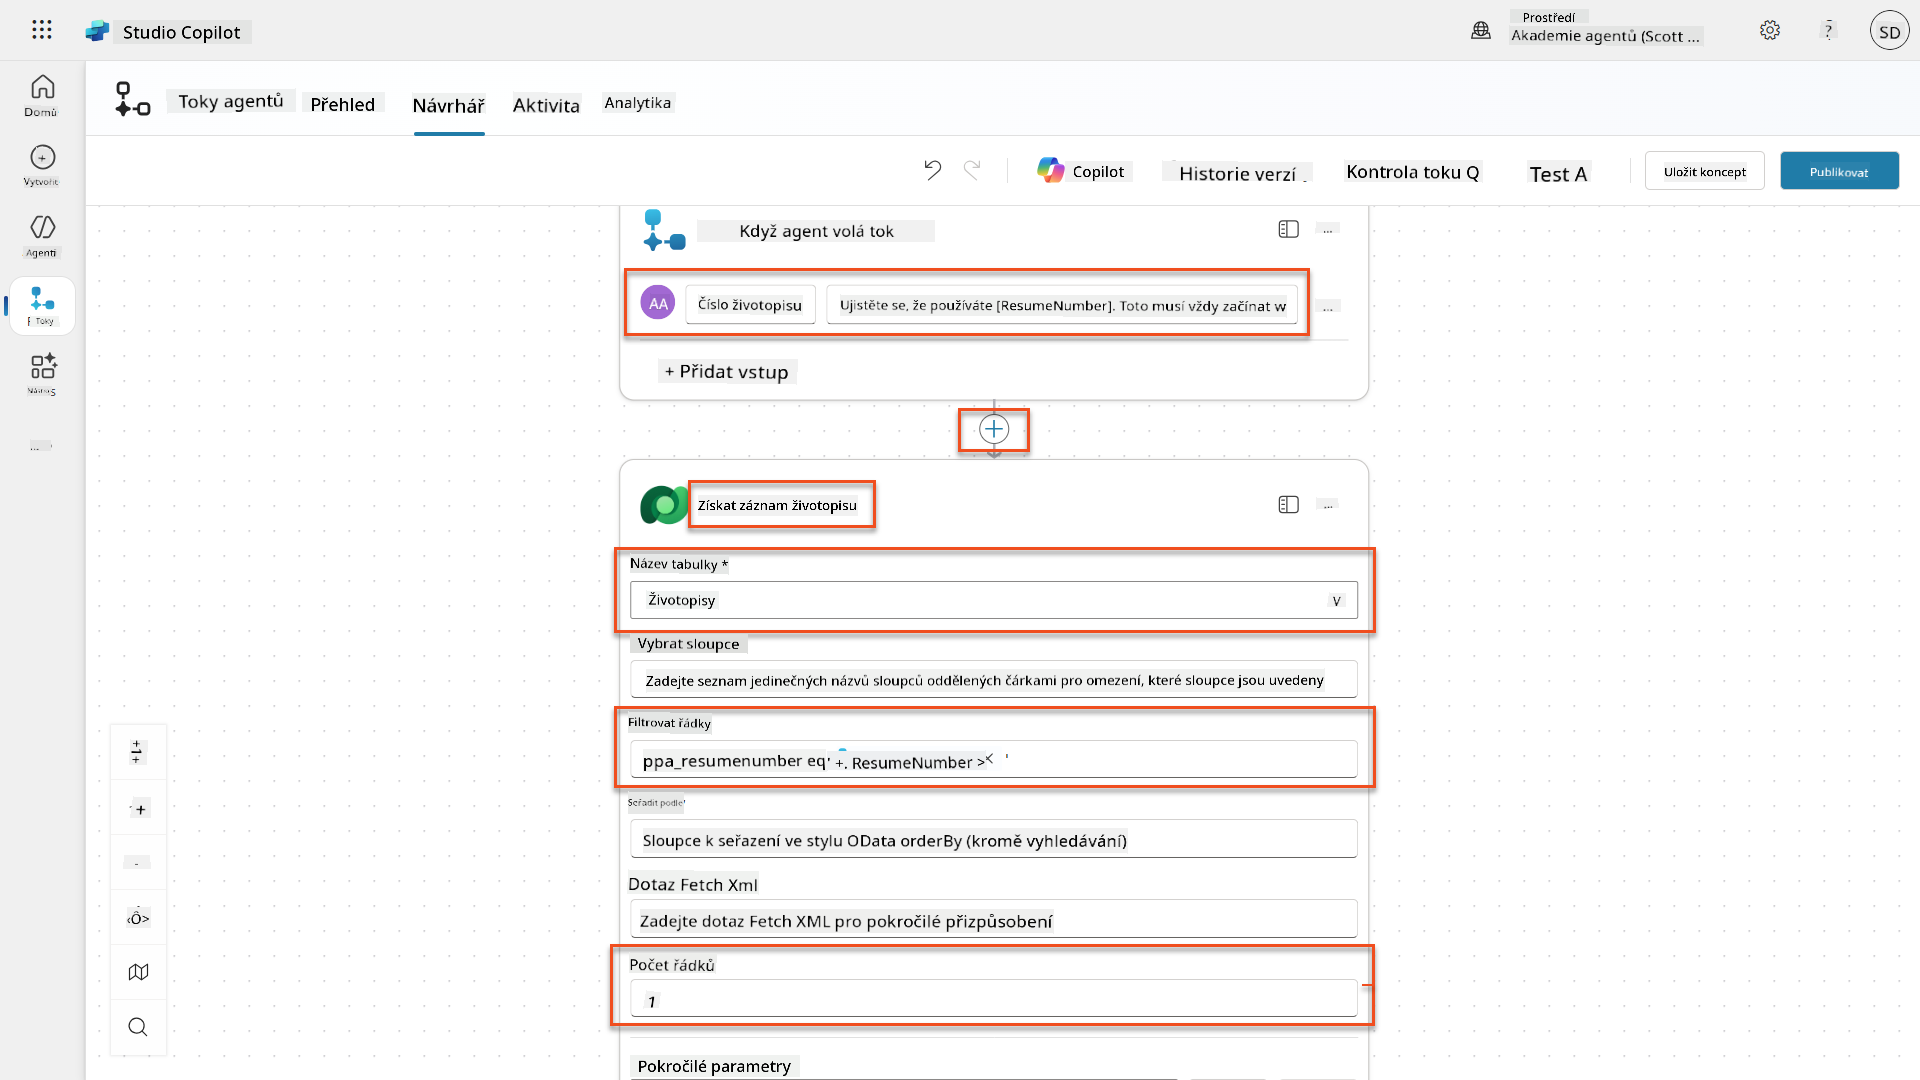 Studio Copilot
Prostředí
Akademie agentů (Scott ...
?
SD
Domů
Vytvořit
Agenti
Toky
...
Toky agentů
Přehled
Návrhář
Aktivita
Analytika
Copilot
Historie verzí
Kontrola toku Q
Test A
Uložit koncept
Publikovat
Když agent volá tok
...
AA
Číslo životopisu
Ujistěte se, že používáte [ResumeNumber]. Toto musí vždy začínat w
...
+ Přidat vstup
Získat záznam životopisu
...
Název tabulky *
Životopisy
Vybrat sloupce
Zadejte seznam jedinečných názvů sloupců oddělených čárkami pro omezení, které sloupce jsou uvedeny
Filtrovat řádky
ppa_resumenumber eq' +. ResumeNumber > '
Seřadit podle
Sloupce k seřazení ve stylu OData orderBy (kromě vyhledávání)
Dotaz Fetch Xml
Zadejte dotaz Fetch XML pro pokročilé přizpůsobení
Počet řádků
1
Pokročilé parametry